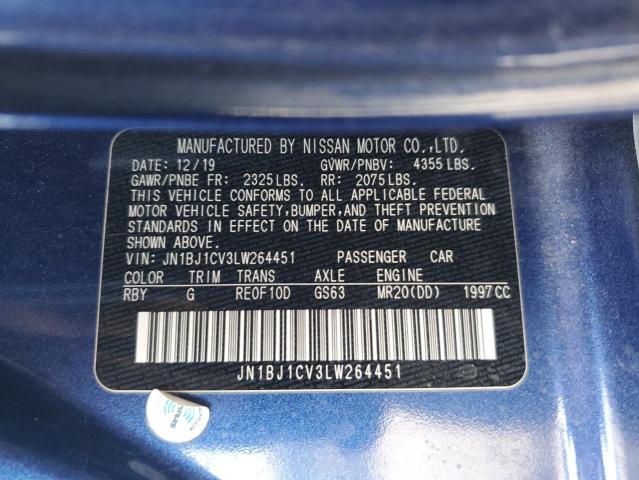 MANUFACTURED BY NISSAN MOTOR CO.,LTD.
DATE: 12/19 GVWR/PNBV: 4355 LBS.
GAWR/PNBE FR: 2325 LBS. RR: 2075 LBS.
THIS VEHICLE CONFORMS TO ALL APPLICABLE FEDERAL
MOTOR VEHICLE SAFETY, BUMPER, AND THEFT PREVENTION
STANDARDS IN EFFECT ON THE DATE OF MANUFACTURE
SHOWN ABOVE.
VIN: JN1BJ1CV3LW264451 PASSENGER CAR
COLOR TRIM TRANS AXLE ENGINE
RBY G RE0F10D GS63 MR20(DD) 1997CC
JN1BJ1CV3LW264451